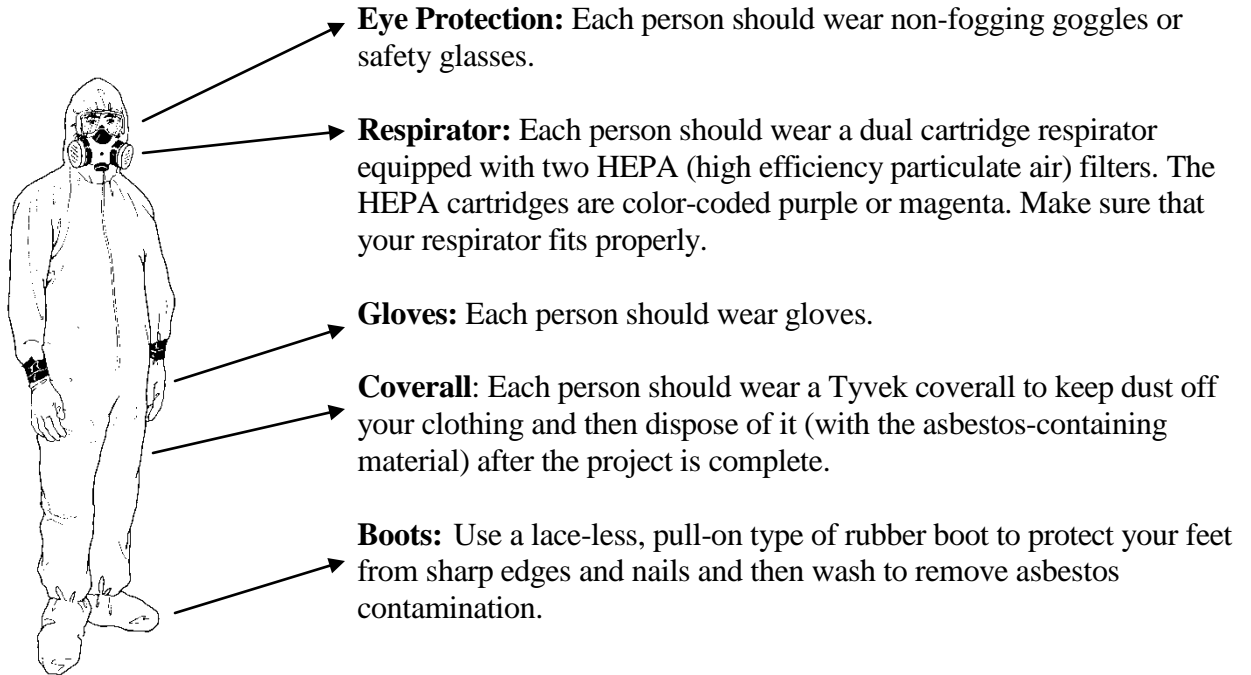 Eye Protection: Each person should wear non-fogging goggles or
safety glasses.
Respirator: Each person should wear a dual cartridge respirator
equipped with two HEPA (high efficiency particulate air) filters. The
HEPA cartridges are color-coded purple or magenta. Make sure that
your respirator fits properly.
Gloves: Each person should wear gloves.
Coverall: Each person should wear a Tyvek coverall to keep dust off
your clothing and then dispose of it (with the asbestos-containing
material) after the project is complete.
Boots: Use a lace-less, pull-on type of rubber boot to protect your feet
from sharp edges and nails and then wash to remove asbestos
contamination.